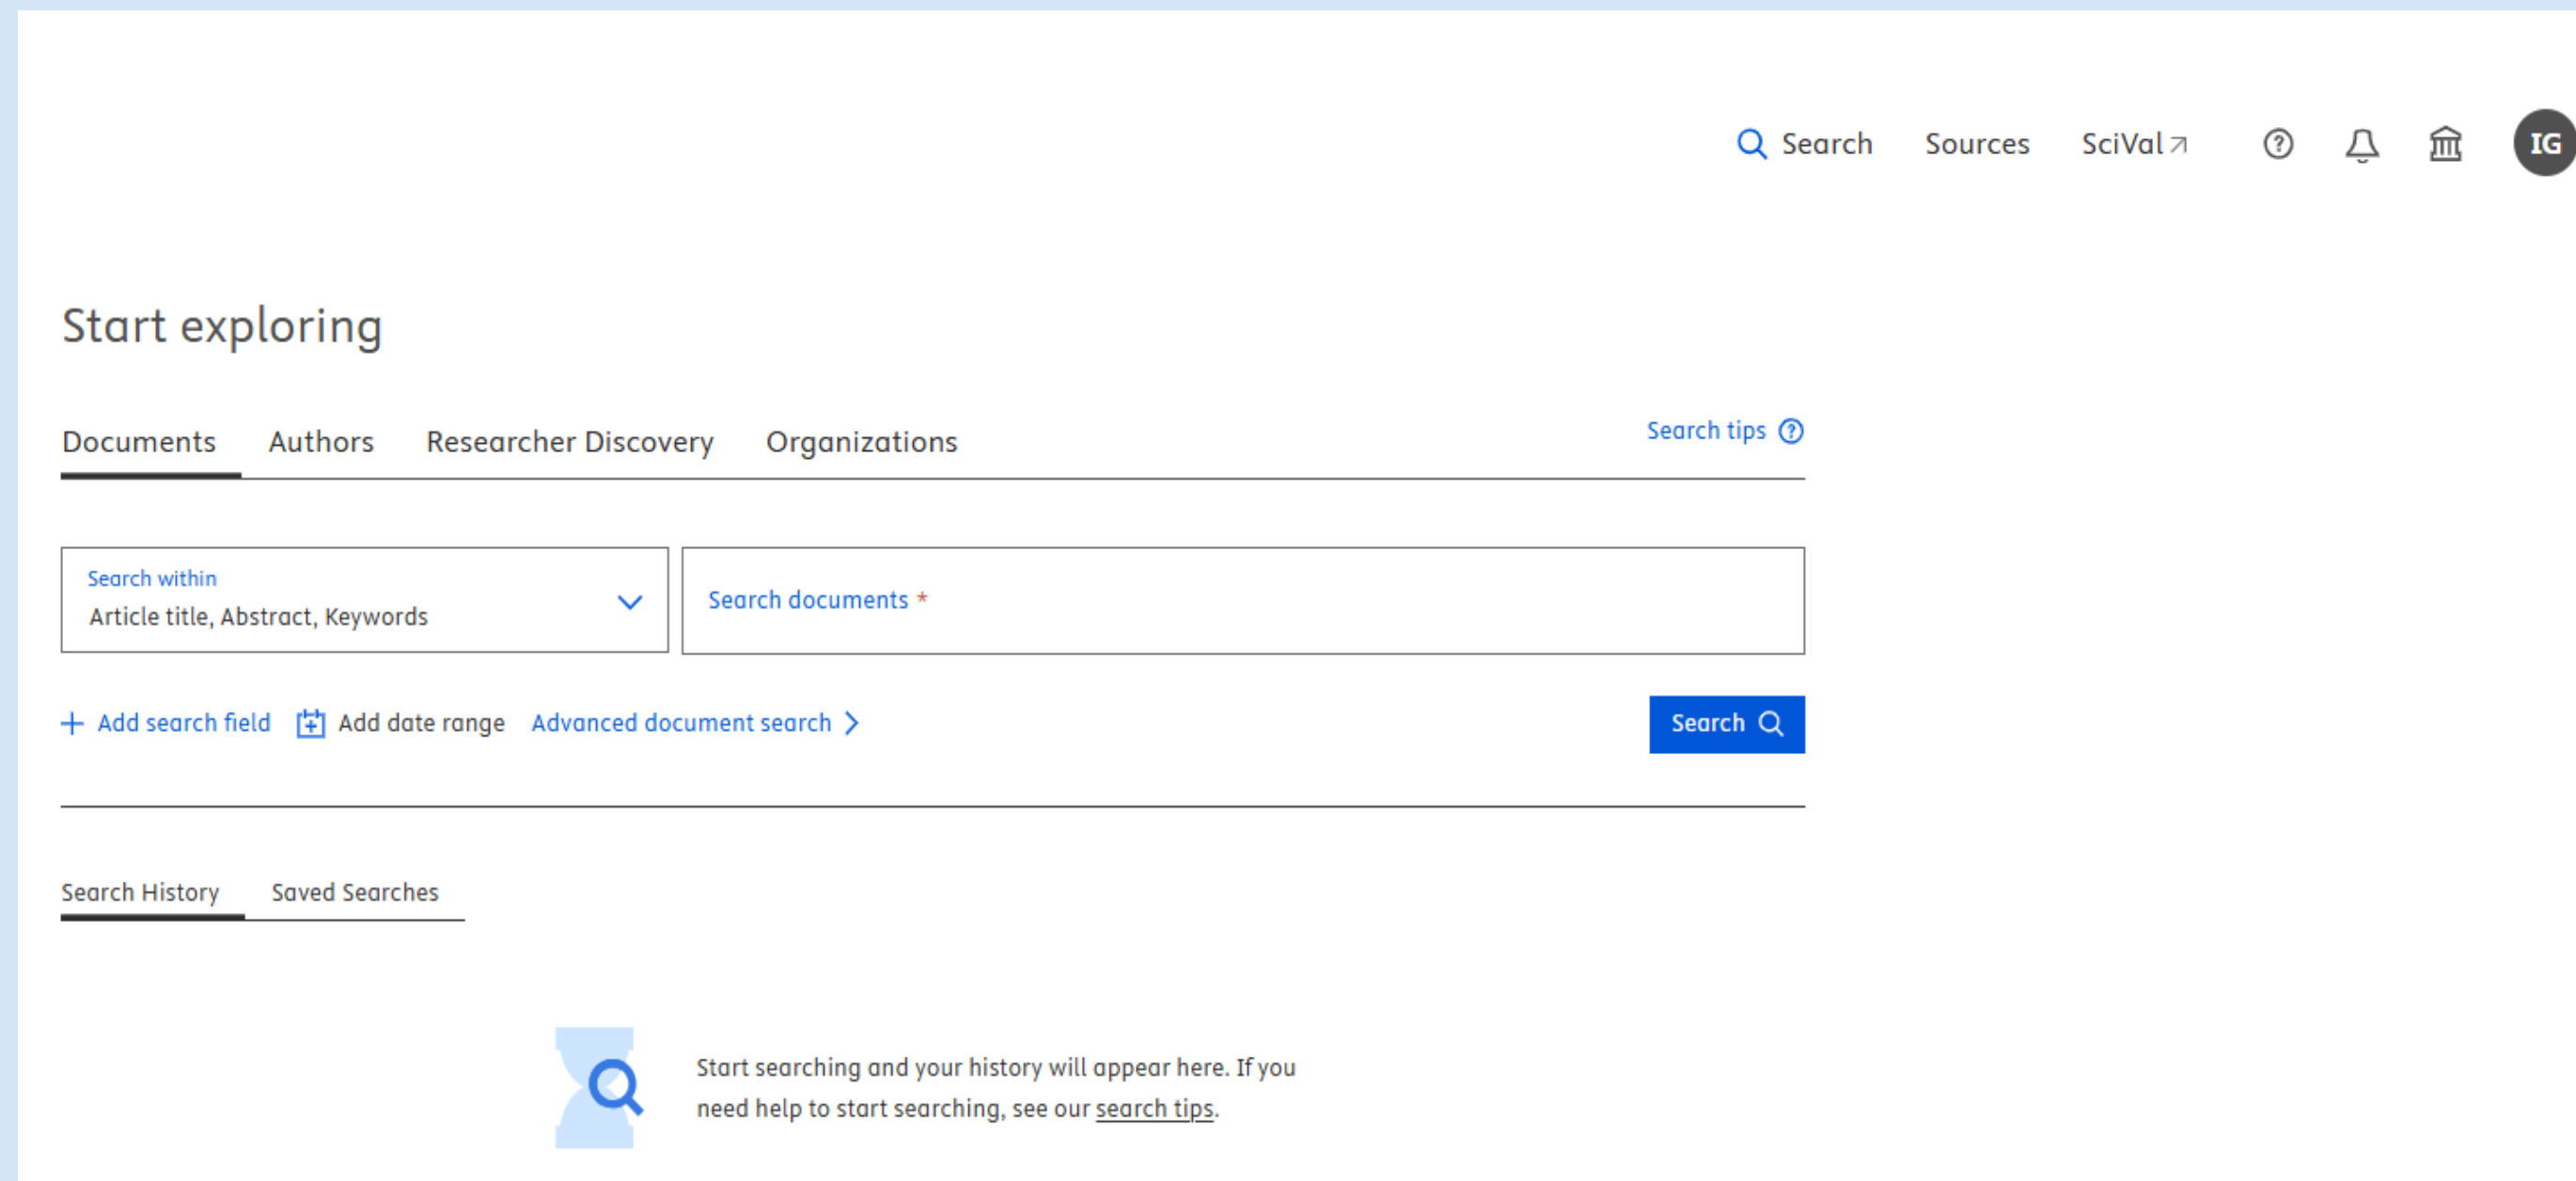 Search Sources SciVal IG
Start exploring
Documents Authors Researcher Discovery Organizations Search tips
Search within
Article title, Abstract, Keywords
Search documents *
Add search field Add date range Advanced document search Search
Search History Saved Searches
Start searching and your history will appear here. If you
need help to start searching, see our search tips.